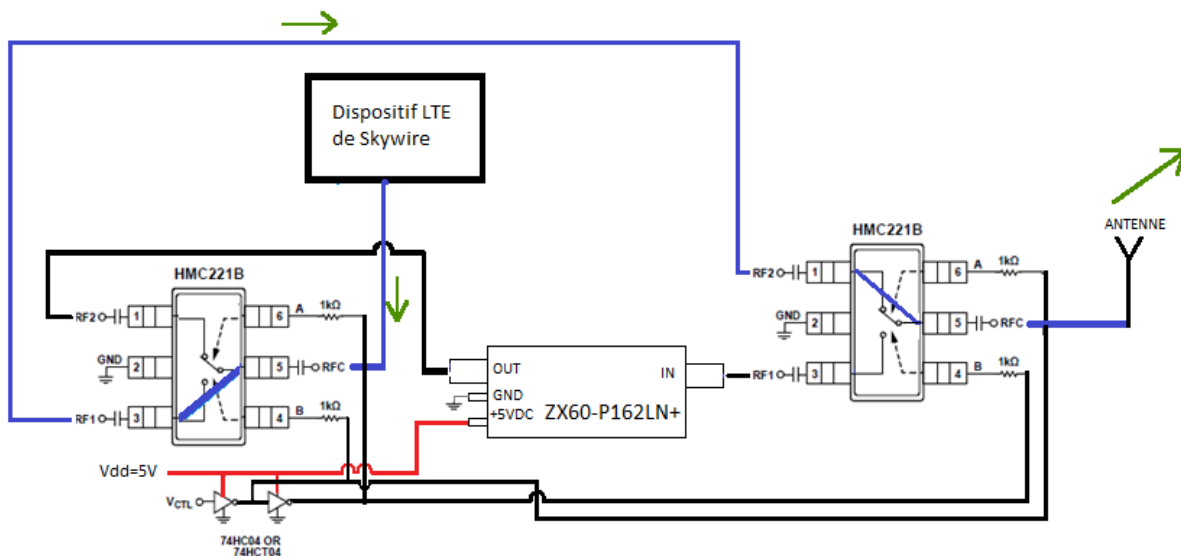 Dispositif LTE
de Skywire
ANTENNE
HMC221B
RF2
1
6
A
1kΩ
GND
2
5
RFC
RF1
3
4
B
1kΩ
HMC221B
RF2
1
6
A
1kΩ
GND
2
5
RFC
RF1
3
4
B
1kΩ
OUT
IN
GND
+5VDC
ZX60-P162LN+
Vdd=5V
VCTL
74HC04 OR
74HCT04